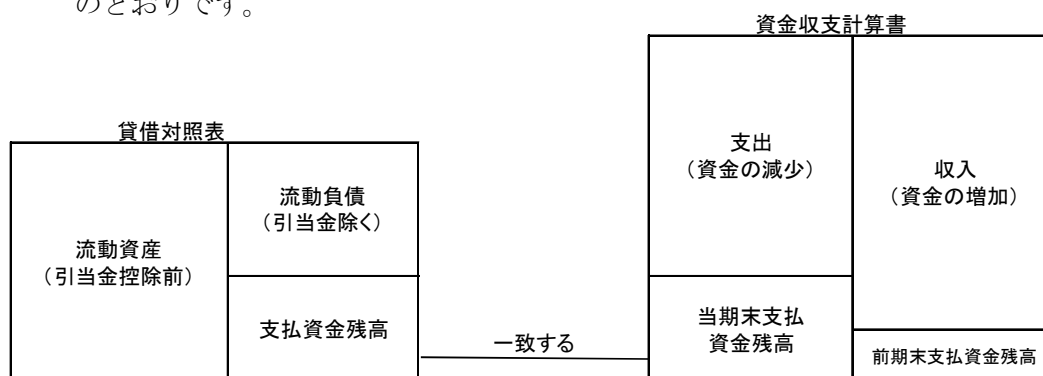 のとおりです。
資金収支計算書
貸借対照表
流動資産
（引当金控除前）
流動負債
（引当金除く）
支払資金残高
一致する
支出
（資金の減少）
収入
（資金の増加）
当期末支払
資金残高
前期末支払資金残高